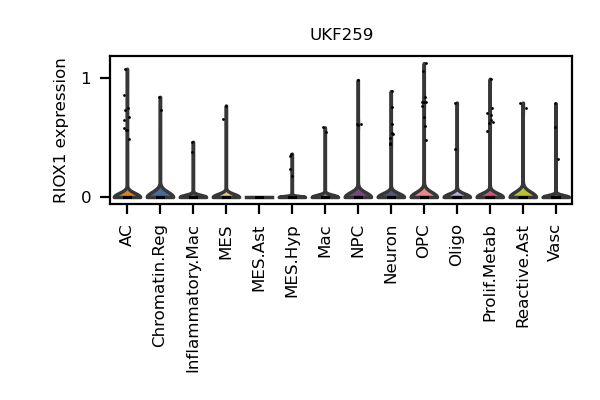 UKF259
RIOX1 expression
1
0
AC
Chromatin.Reg
Inflammatory.Mac
MES
MES.Ast
MES.Hyp
Mac
NPC
Neuron
OPC
Oligo
Prolif.Metab
Reactive.Ast
Vasc